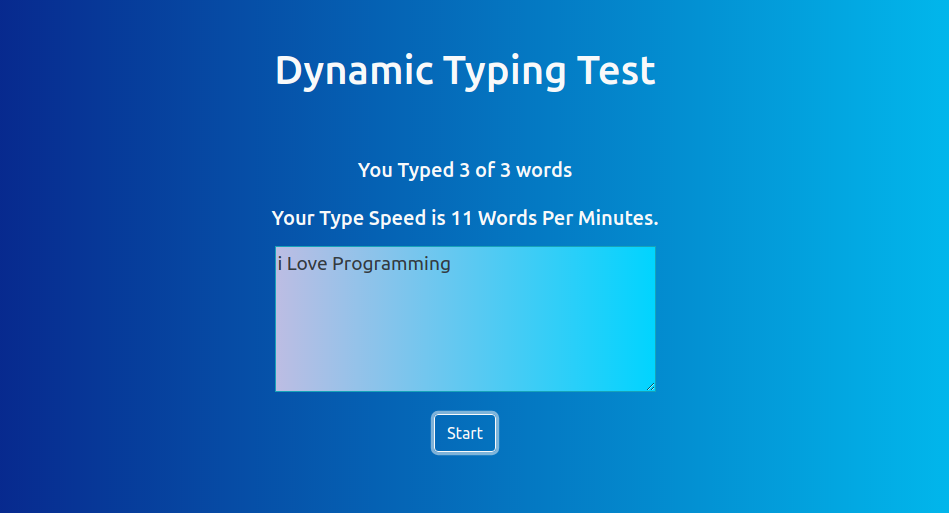 Dynamic Typing Test
You Typed 3 of 3 words
Your Type Speed is 11 Words Per Minutes.
i Love Programming
Start